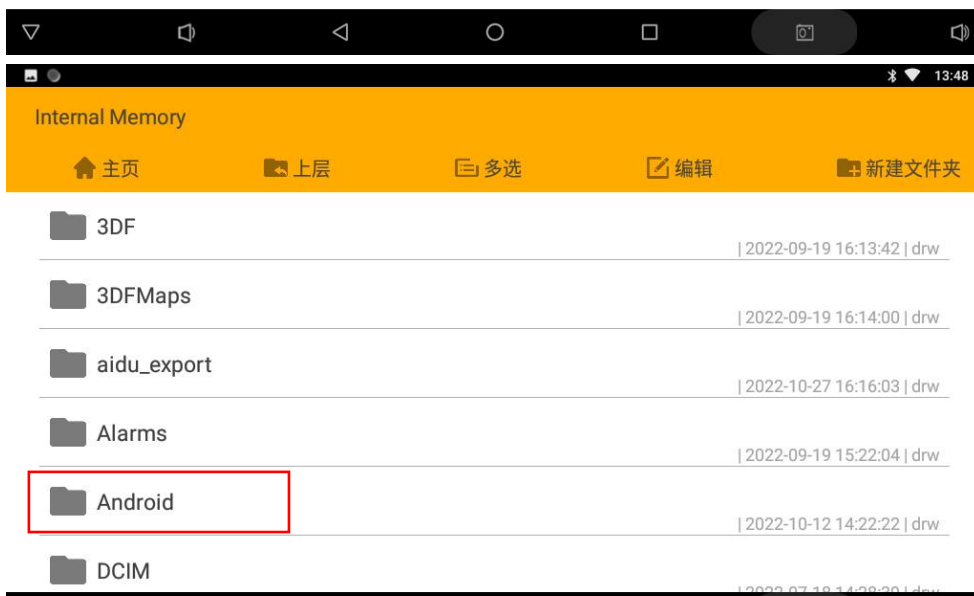 13:48
Internal Memory
主页 上层 多选 编辑 新建文件夹
3DF
| 2022-09-19 16:13:42 | drw
3DFMaps
| 2022-09-19 16:14:00 | drw
aidu_export
| 2022-10-27 16:16:03 | drw
Alarms
| 2022-09-19 15:22:04 | drw
Android
| 2022-10-12 14:22:22 | drw
DCIM